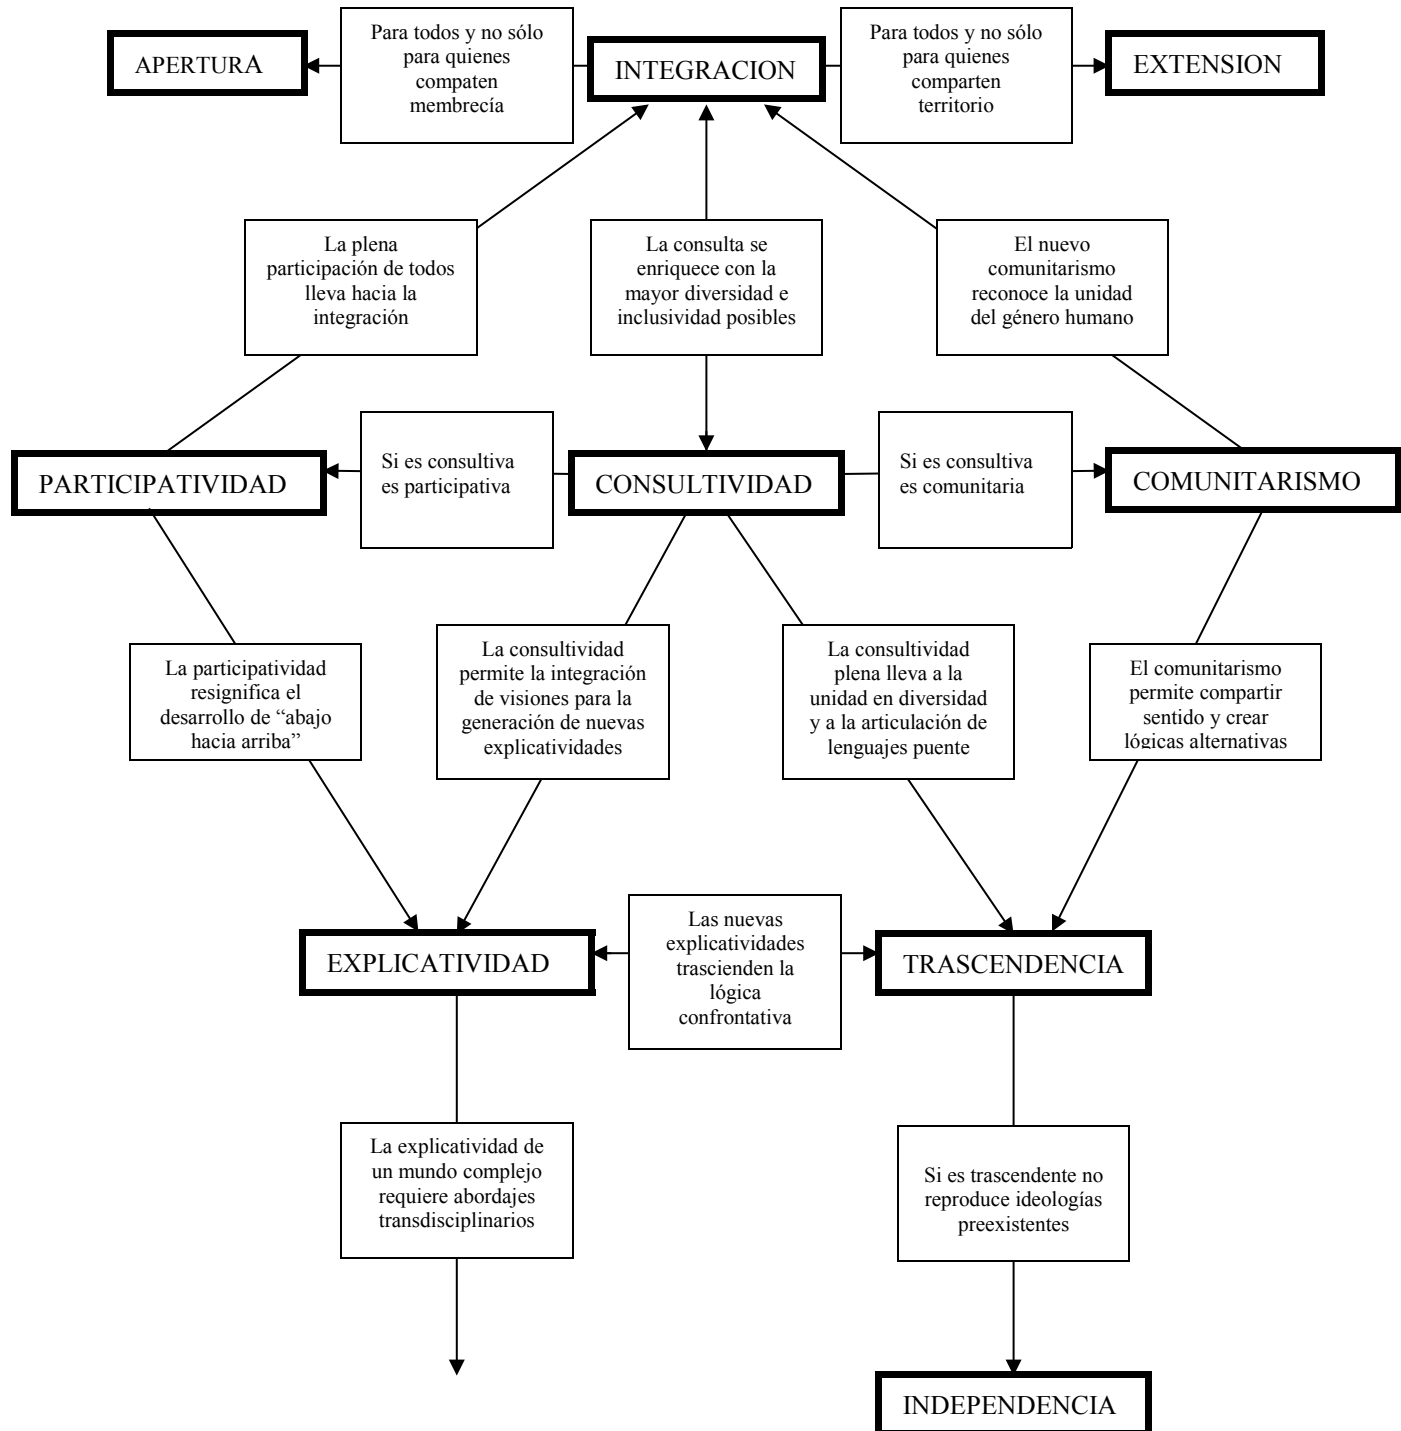 APERTURA
Para todos y no sólo
para quienes
compaten
membrecía
INTEGRACION
Para todos y no sólo
para quienes
comparten
territorio
EXTENSION
La plena
participación de todos
lleva hacia la
integración
La consulta se
enriquece con la
mayor diversidad e
inclusividad posibles
El nuevo
comunitarismo
reconoce la unidad
del género humano
PARTICIPATIVIDAD
Si es consultiva
es participativa
CONSULTIVIDAD
Si es consultiva
es comunitaria
COMUNITARISMO
La participatividad
resignifica el
desarrollo de “abajo
hacia arriba”
La consultividad
permite la integración
de visiones para la
generación de nuevas
explicatividades
La consultividad
plena lleva a la
unidad en diversidad
y a la articulación de
lenguajes puente
El comunitarismo
permite compartir
sentido y crear
lógicas alternativas
EXPLICATIVIDAD
Las nuevas
explicatividades
trascienden la
lógica
confrontativa
TRASCENDENCIA
La explicatividad de
un mundo complejo
requiere abordajes
transdisciplinarios
Si es trascendente no
reproduce ideologías
preexistentes
INDEPENDENCIA